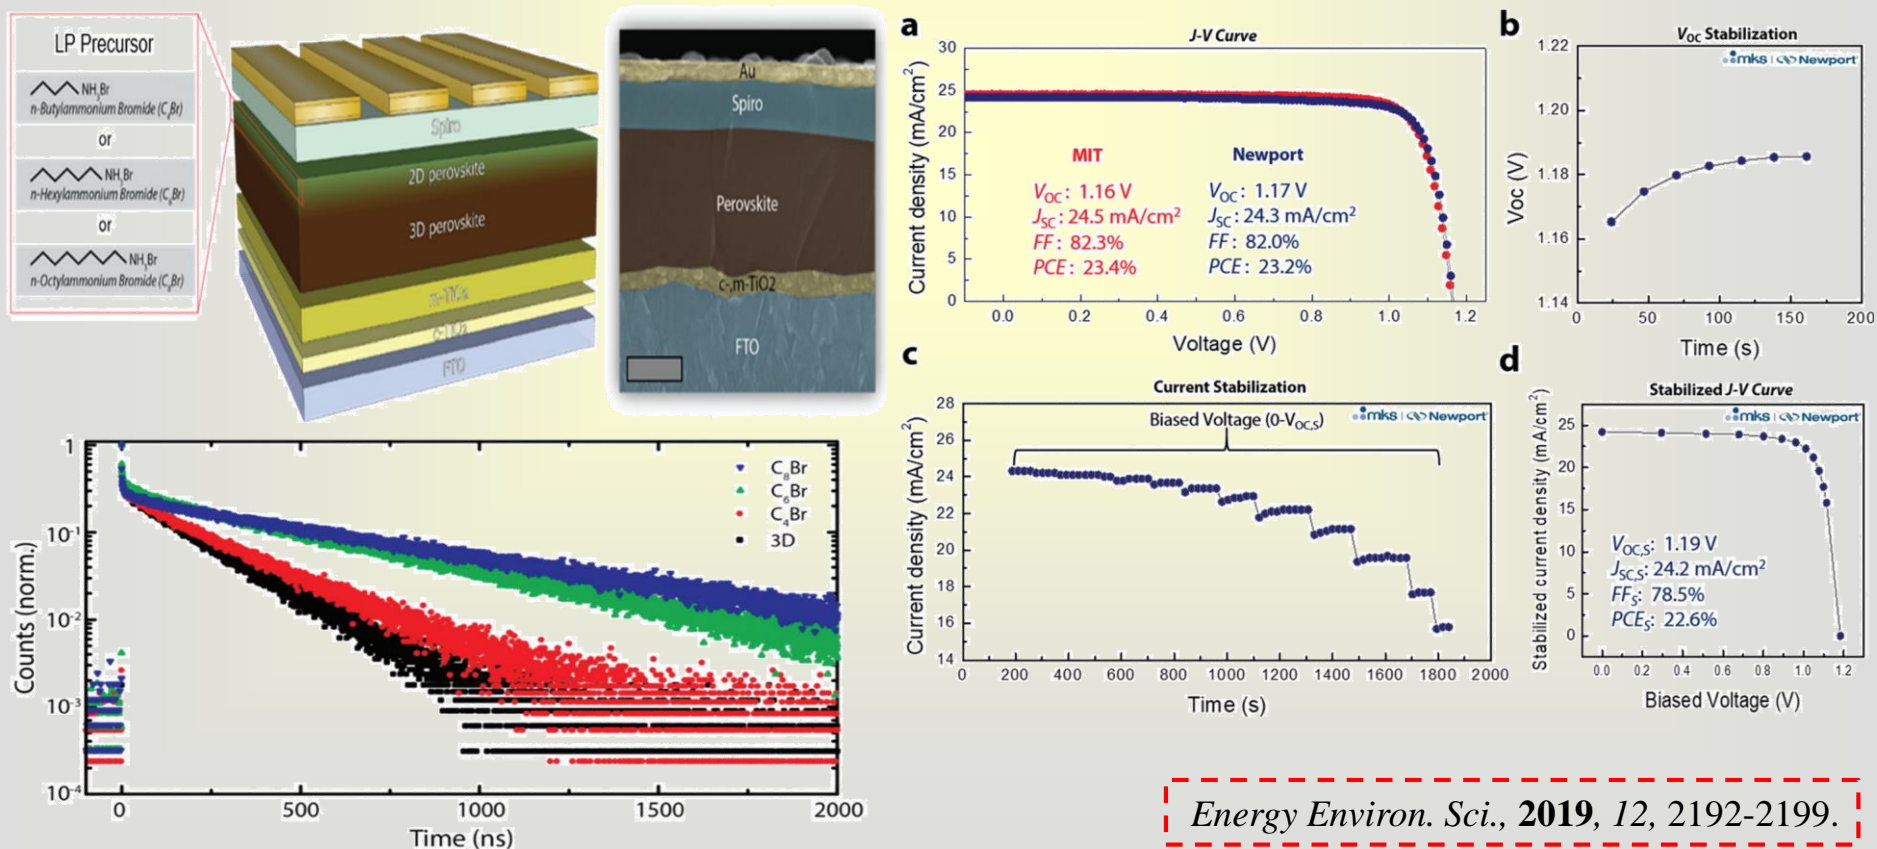 LP Precursor
NH3Br
n-Butylammonium Bromide (C4Br)
or
NH3Br
n-Hexylammonium Bromide (C6Br)
or
NH3Br
n-Octylammonium Bromide (C8Br)
Spiro
2D perovskite
3D perovskite
m-TiO2
c-TiO2
FTO
Au
Spiro
Perovskite
c-,m-TiO2
FTO
a
J-V Curve
30
25
20
15
10
5
0
Current density (mA/cm2)
MIT
VOC: 1.16 V
JSC: 24.5 mA/cm2
FF: 82.3%
PCE: 23.4%
Newport
VOC: 1.17 V
JSC: 24.3 mA/cm2
FF: 82.0%
PCE: 23.2%
0.0 0.2 0.4 0.6 0.8 1.0 1.2
Voltage (V)
b
VOC Stabilization
mks | Newport
1.22
1.20
1.18
1.16
1.14
Voc (V)
0 50 100 150 200
Time (s)
c
Current Stabilization
Biased Voltage (0-VOC,S)
mks | Newport
28
26
24
22
20
18
16
14
Current density (mA/cm2)
0 200 400 600 800 1000 1200 1400 1600 1800 2000
Time (s)
d
Stabilized J-V Curve
mks | Newport
25
20
15
10
5
0
Stabilized current density (mA/cm2)
VOC,S: 1.19 V
JSC,S: 24.2 mA/cm2
FFS: 78.5%
PCES: 22.6%
0.0 0.2 0.4 0.6 0.8 1.0 1.2
Biased Voltage (V)
1
10-1
10-2
10-3
10-4
Counts (norm.)
C8Br
C6Br
C4Br
3D
0 500 1000 1500 2000
Time (ns)
Energy Environ. Sci., 2019, 12, 2192-2199.